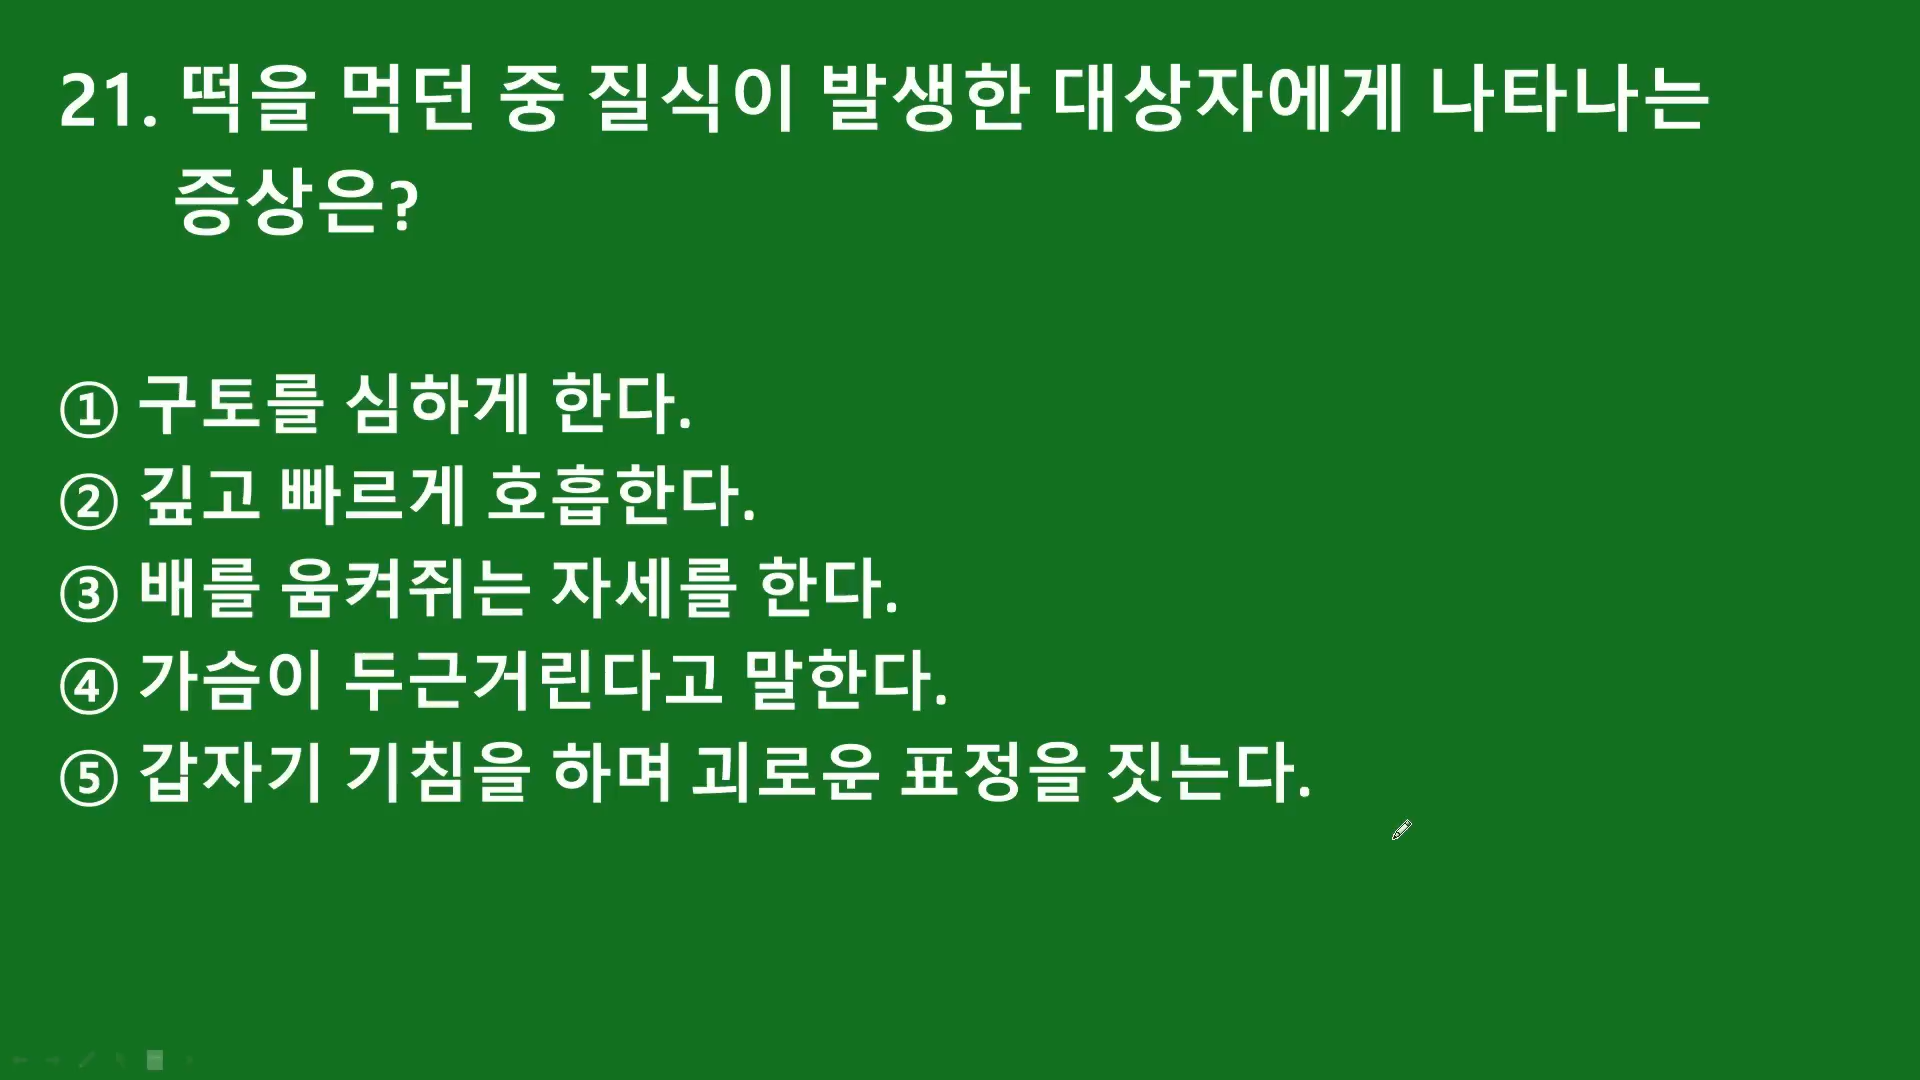 21. 떡을 먹던 중 질식이 발생한 대상자에게 나타나는
증상은?
① 구토를 심하게 한다.
② 깊고 빠르게 호흡한다.
③ 배를 움켜쥐는 자세를 한다.
④ 가슴이 두근거린다고 말한다.
⑤ 갑자기 기침을 하며 괴로운 표정을 짓는다.